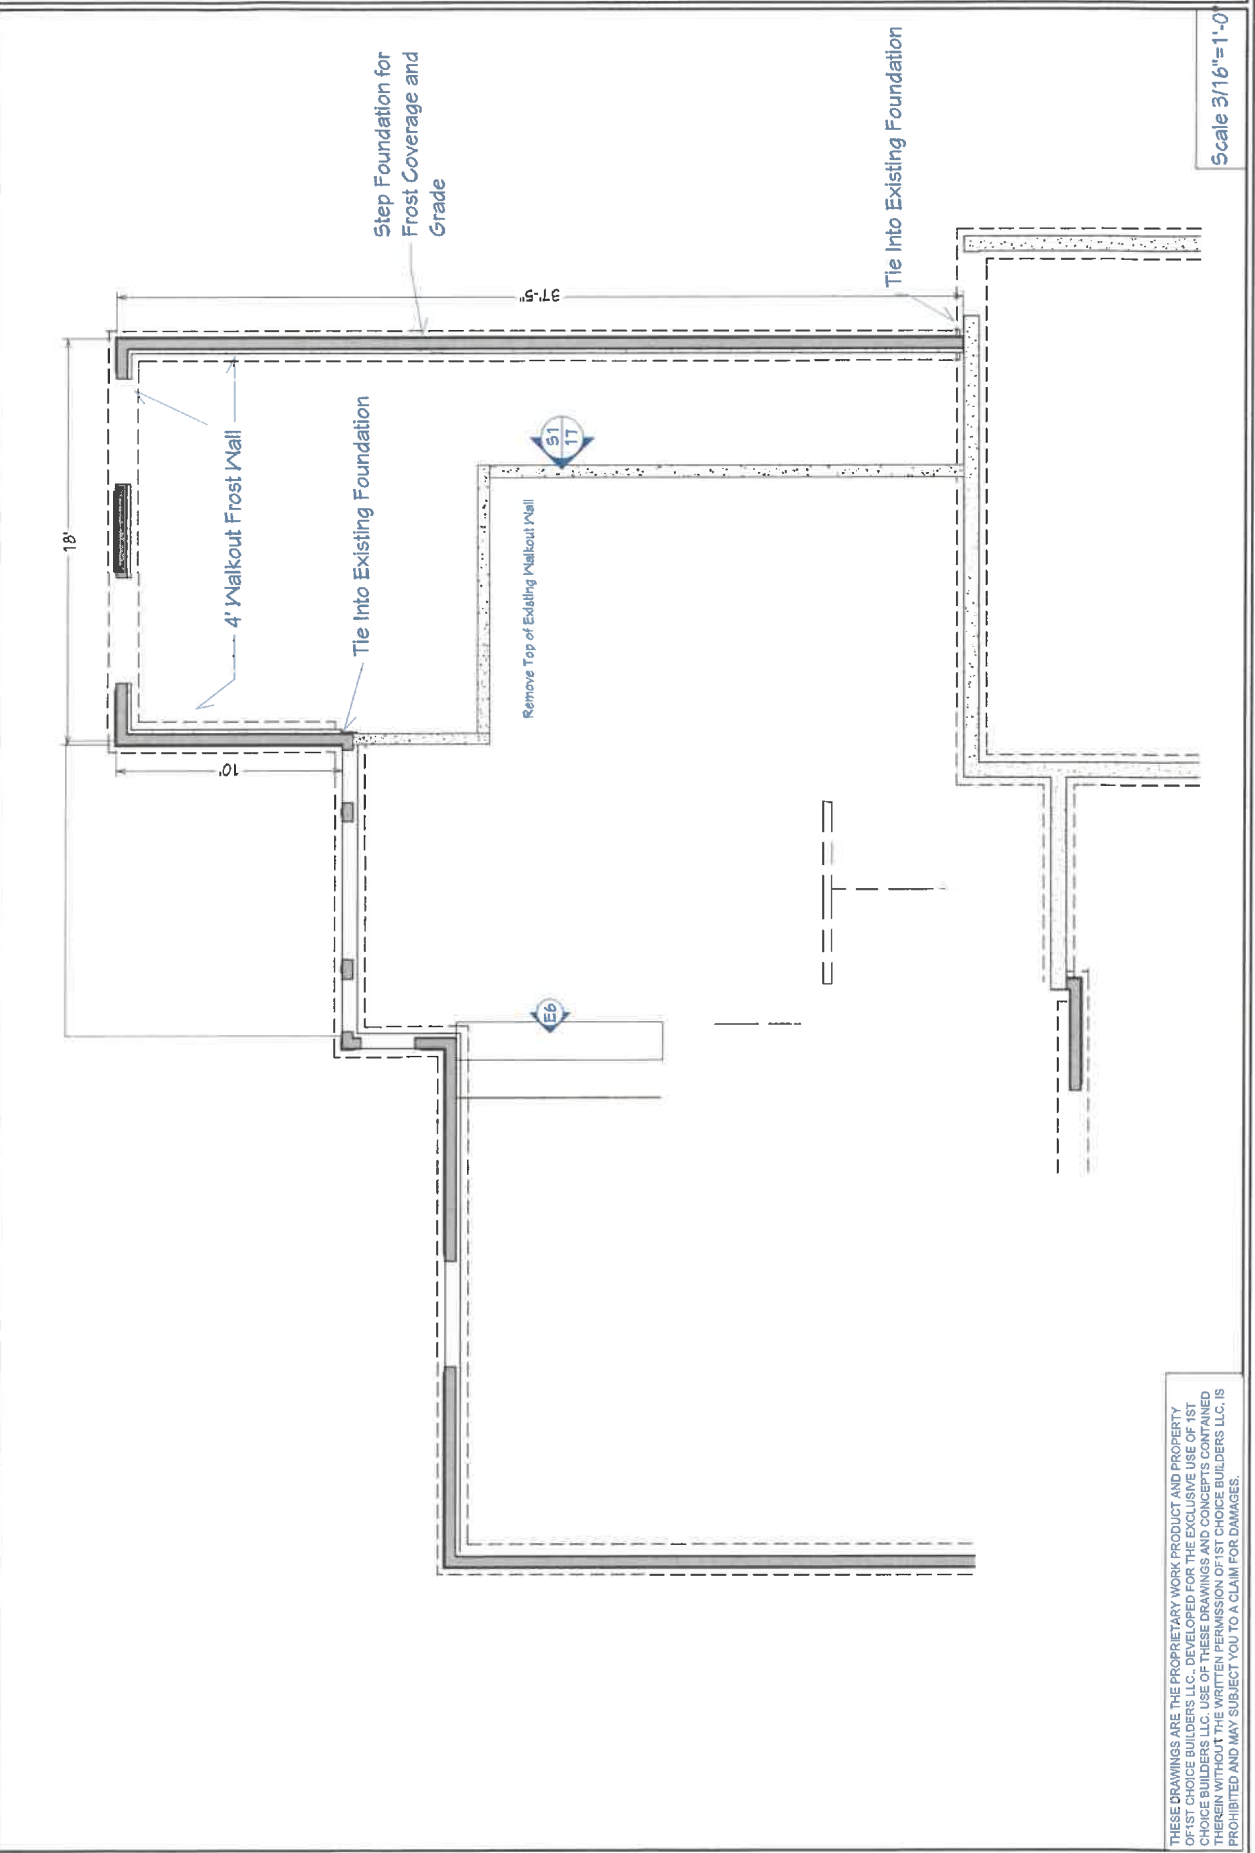 Step Foundation for
Frost Coverage and
Grade
Tie Into Existing Foundation
37'-5"
18'
4' Walkout Frost Wall
Tie Into Existing Foundation
10'
S1
17
Remove Top of Existing Walkout Wall
E6
Scale 3/16"=1'-0"
THESE DRAWINGS ARE THE PROPRIETARY WORK PRODUCT AND PROPERTY
OF 1ST CHOICE BUILDERS LLC., DEVELOPED FOR THE EXCLUSIVE USE OF 1ST
CHOICE BUILDERS LLC. USE OF THESE DRAWINGS AND CONCEPTS CONTAINED
THEREIN WITHOUT THE WRITTEN PERMISSION OF 1ST CHOICE BUILDERS LLC. IS
PROHIBITED AND MAY SUBJECT YOU TO A CLAIM FOR DAMAGES.